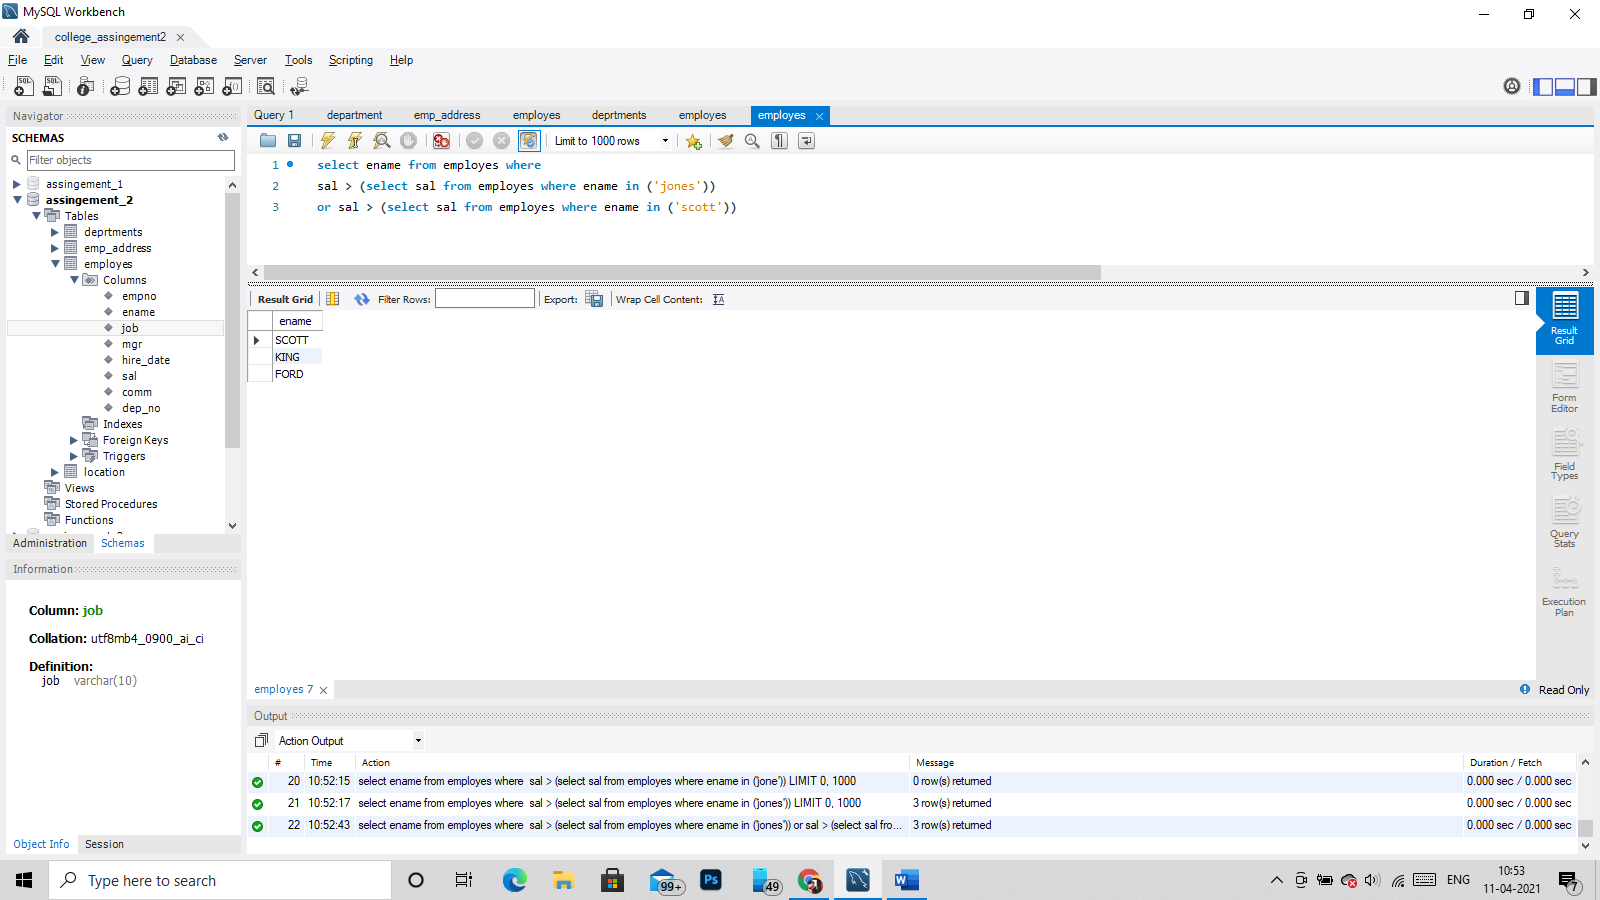 MySQL Workbench
college_assingement2
File Edit View Query Database Server Tools Scripting Help
Navigator
SCHEMAS
Filter objects
assingement_1
assingement_2
Tables
deprtments
emp_address
employes
Columns
empno
ename
job
mgr
hire_date
sal
comm
dep_no
Indexes
Foreign Keys
Triggers
location
Views
Stored Procedures
Functions
Administration Schemas
Information
Column: job
Collation: utf8mb4_0900_ai_ci
Definition:
job varchar(10)
Object Info Session
Query 1 department emp_address employes deprtments employes employes
Limit to 1000 rows
1 select ename from employes where
2 sal > (select sal from employes where ename in ('jones'))
3 or sal > (select sal from employes where ename in ('scott'))
Result Grid Filter Rows: Export: Wrap Cell Content:
ename
SCOTT
KING
FORD
Result
Grid
Form
Editor
Field
Types
Query
Stats
Execution
Plan
employes 7 Read Only
Output
Action Output
# Time Action Message Duration / Fetch
20 10:52:15 select ename from employes where sal > (select sal from employes where ename in ('jone')) LIMIT 0, 1000 0 row(s) returned 0.000 sec / 0.000 sec
21 10:52:17 select ename from employes where sal > (select sal from employes where ename in ('jones')) LIMIT 0, 1000 3 row(s) returned 0.000 sec / 0.000 sec
22 10:52:43 select ename from employes where sal > (select sal from employes where ename in ('jones')) or sal > (select sal fro... 3 row(s) returned 0.000 sec / 0.000 sec
Type here to search
99+
Ps
49
ENG
10:53
11-04-2021
7